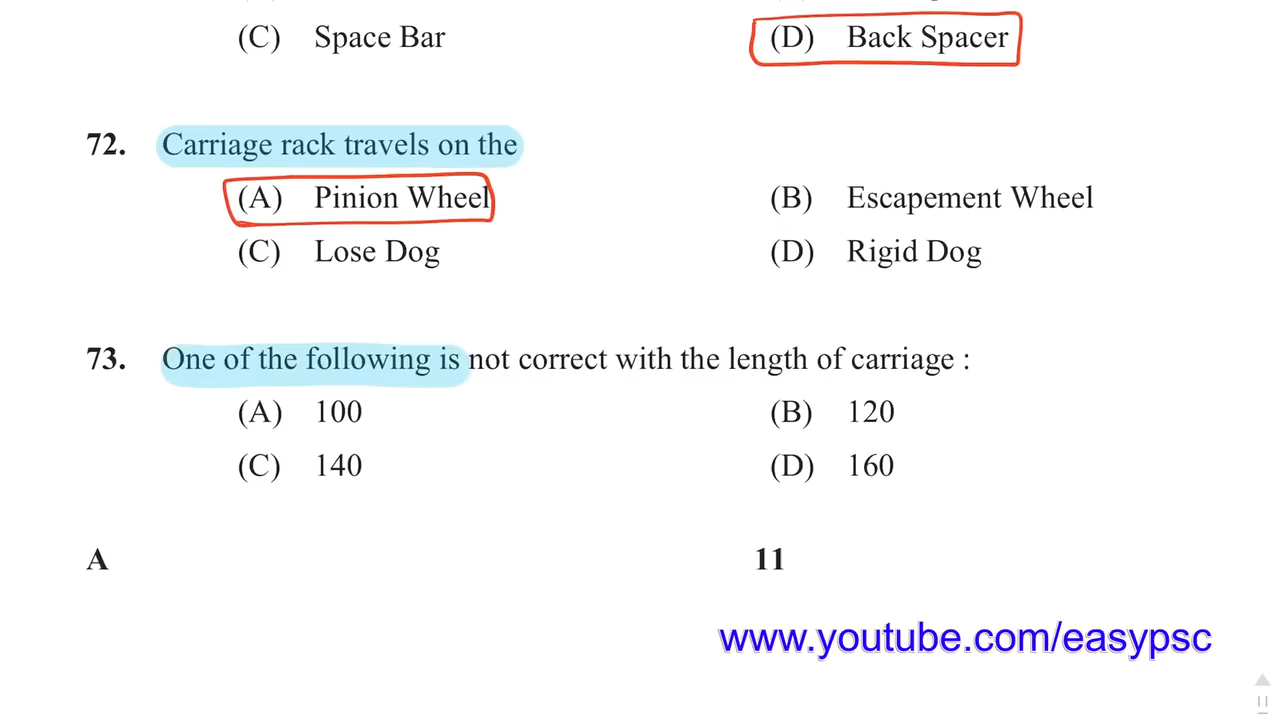 (C) Space Bar (D) Back Spacer
72. Carriage rack travels on the
(A) Pinion Wheel (B) Escapement Wheel
(C) Lose Dog (D) Rigid Dog
73. One of the following is not correct with the length of carriage :
(A) 100 (B) 120
(C) 140 (D) 160
A 11
www.youtube.com/easypsc